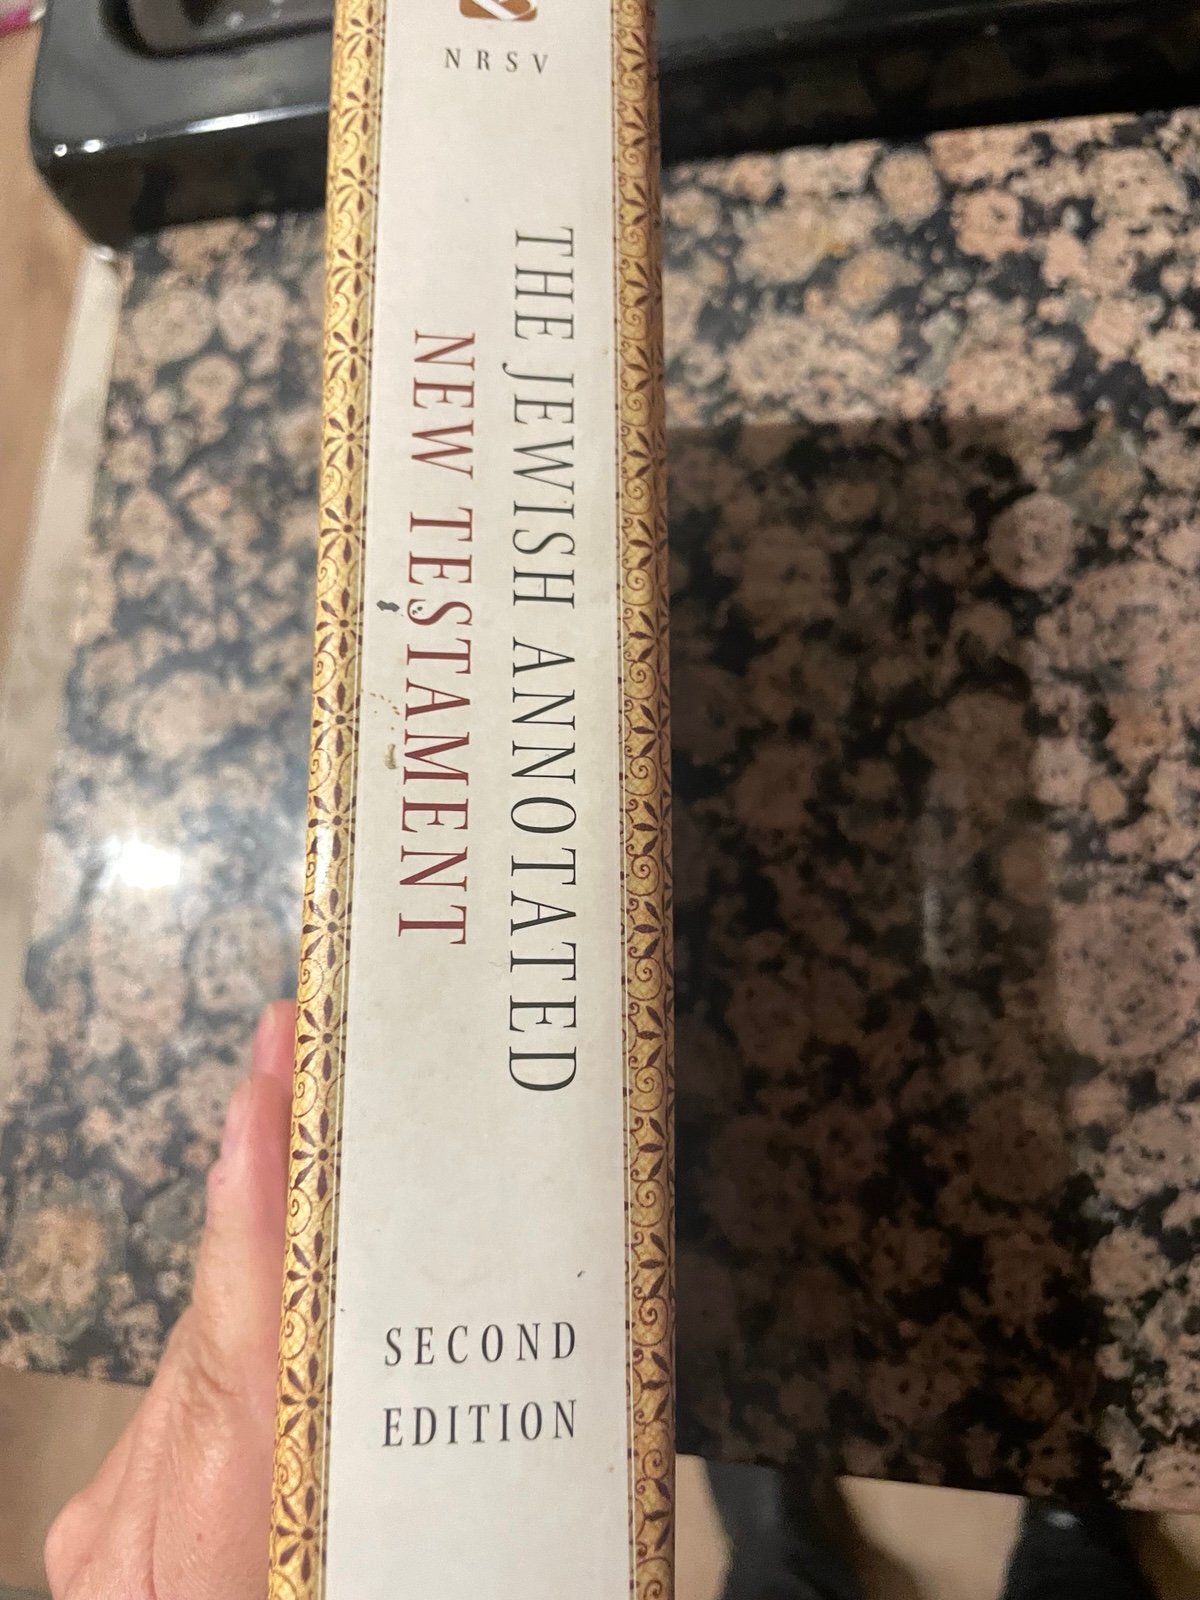 NRSV
THE JEWISH ANNOTATED
NEW TESTAMENT
SECOND
EDITION